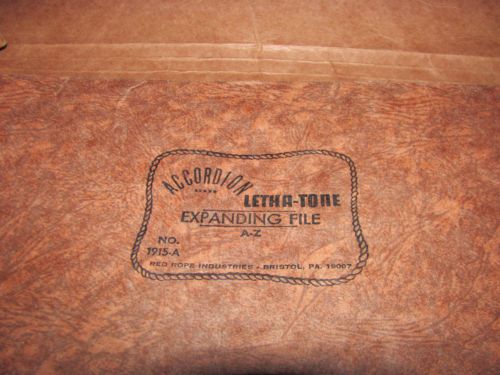 ACCORDION
LETHA-TONE
EXPANDING FILE
A-Z
NO.
1915-A
RED ROPE INDUSTRIES - BRISTOL, PA. 19007